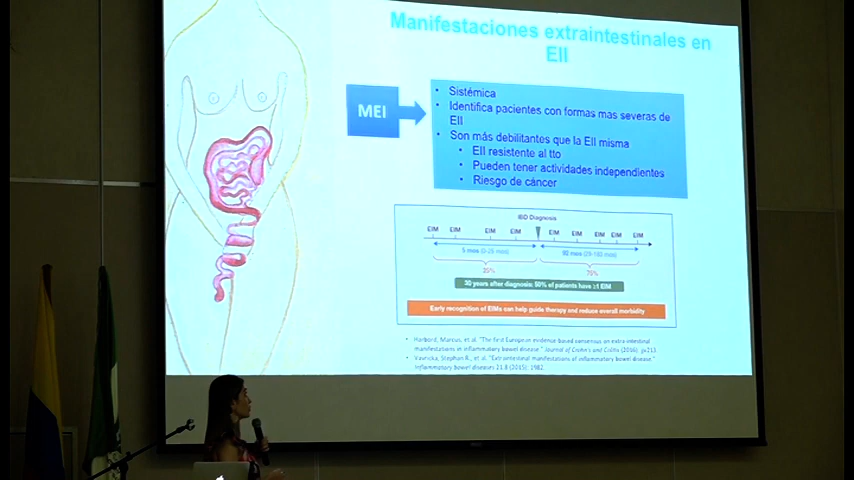 Manifestaciones extraintestinales en
EII
MEI
• Sistémica
• Identifica pacientes con formas mas severas de
EII
• Son más debilitantes que la EII misma
• EII resistente al tto
• Pueden tener actividades independientes
• Riesgo de cáncer
IBD Diagnosis
EIM EIM EIM EIM EIM EIM EIM EIM EIM
5 mos (0-25 mos) 92 mos (29-183 mos)
25% 75%
30 years after diagnosis: 50% of patients have ≥1 EIM
Early recognition of EIMs can help guide therapy and reduce overall morbidity
• Harbord, Marcus, et al. "The first European evidence-based consensus on extra-intestinal
manifestations in inflammatory bowel disease." Journal of Crohn's and Colitis (2016): jjv213
• Vavricka, Stephan R., et al. "Extraintestinal manifestations of inflammatory bowel disease."
Inflammatory bowel diseases 21.8 (2015): 1982.